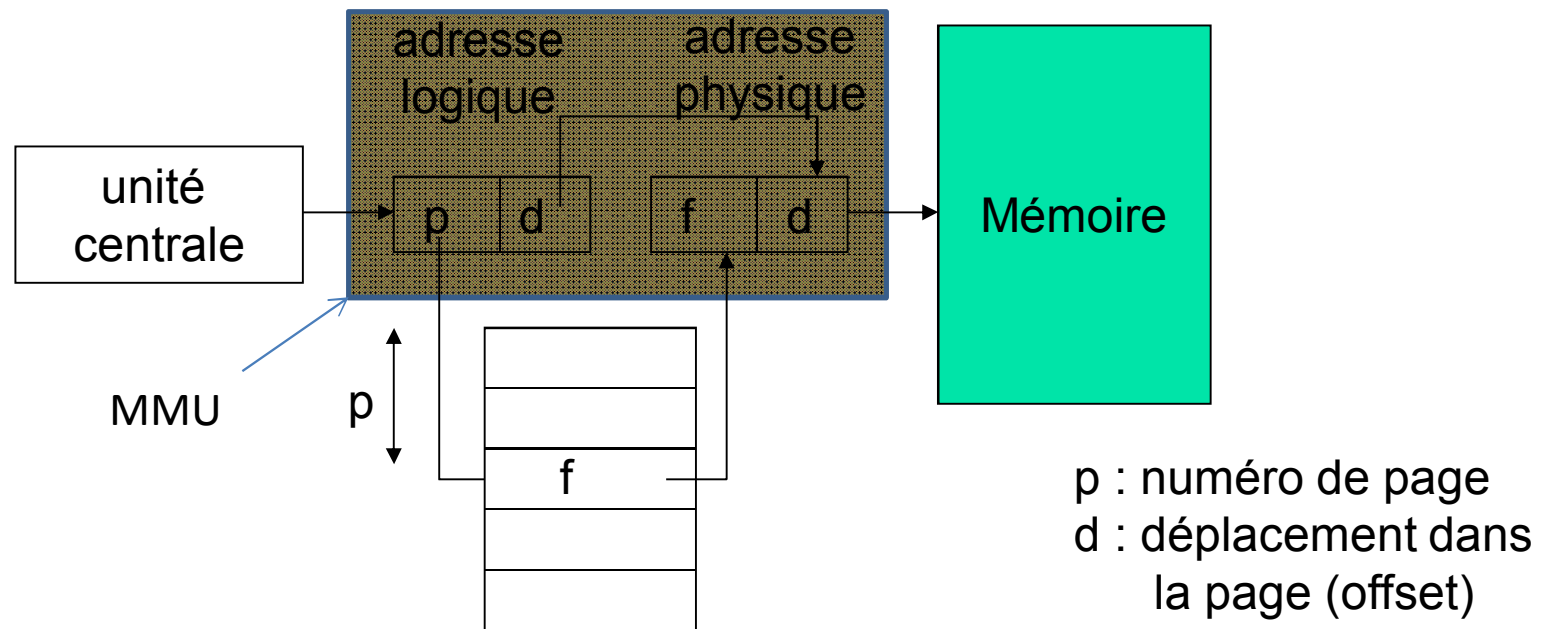 adresse
logique
adresse
physique
unité
centrale
p
d
f
d
Mémoire
MMU
p
f
p : numéro de page
d : déplacement dans
la page (offset)